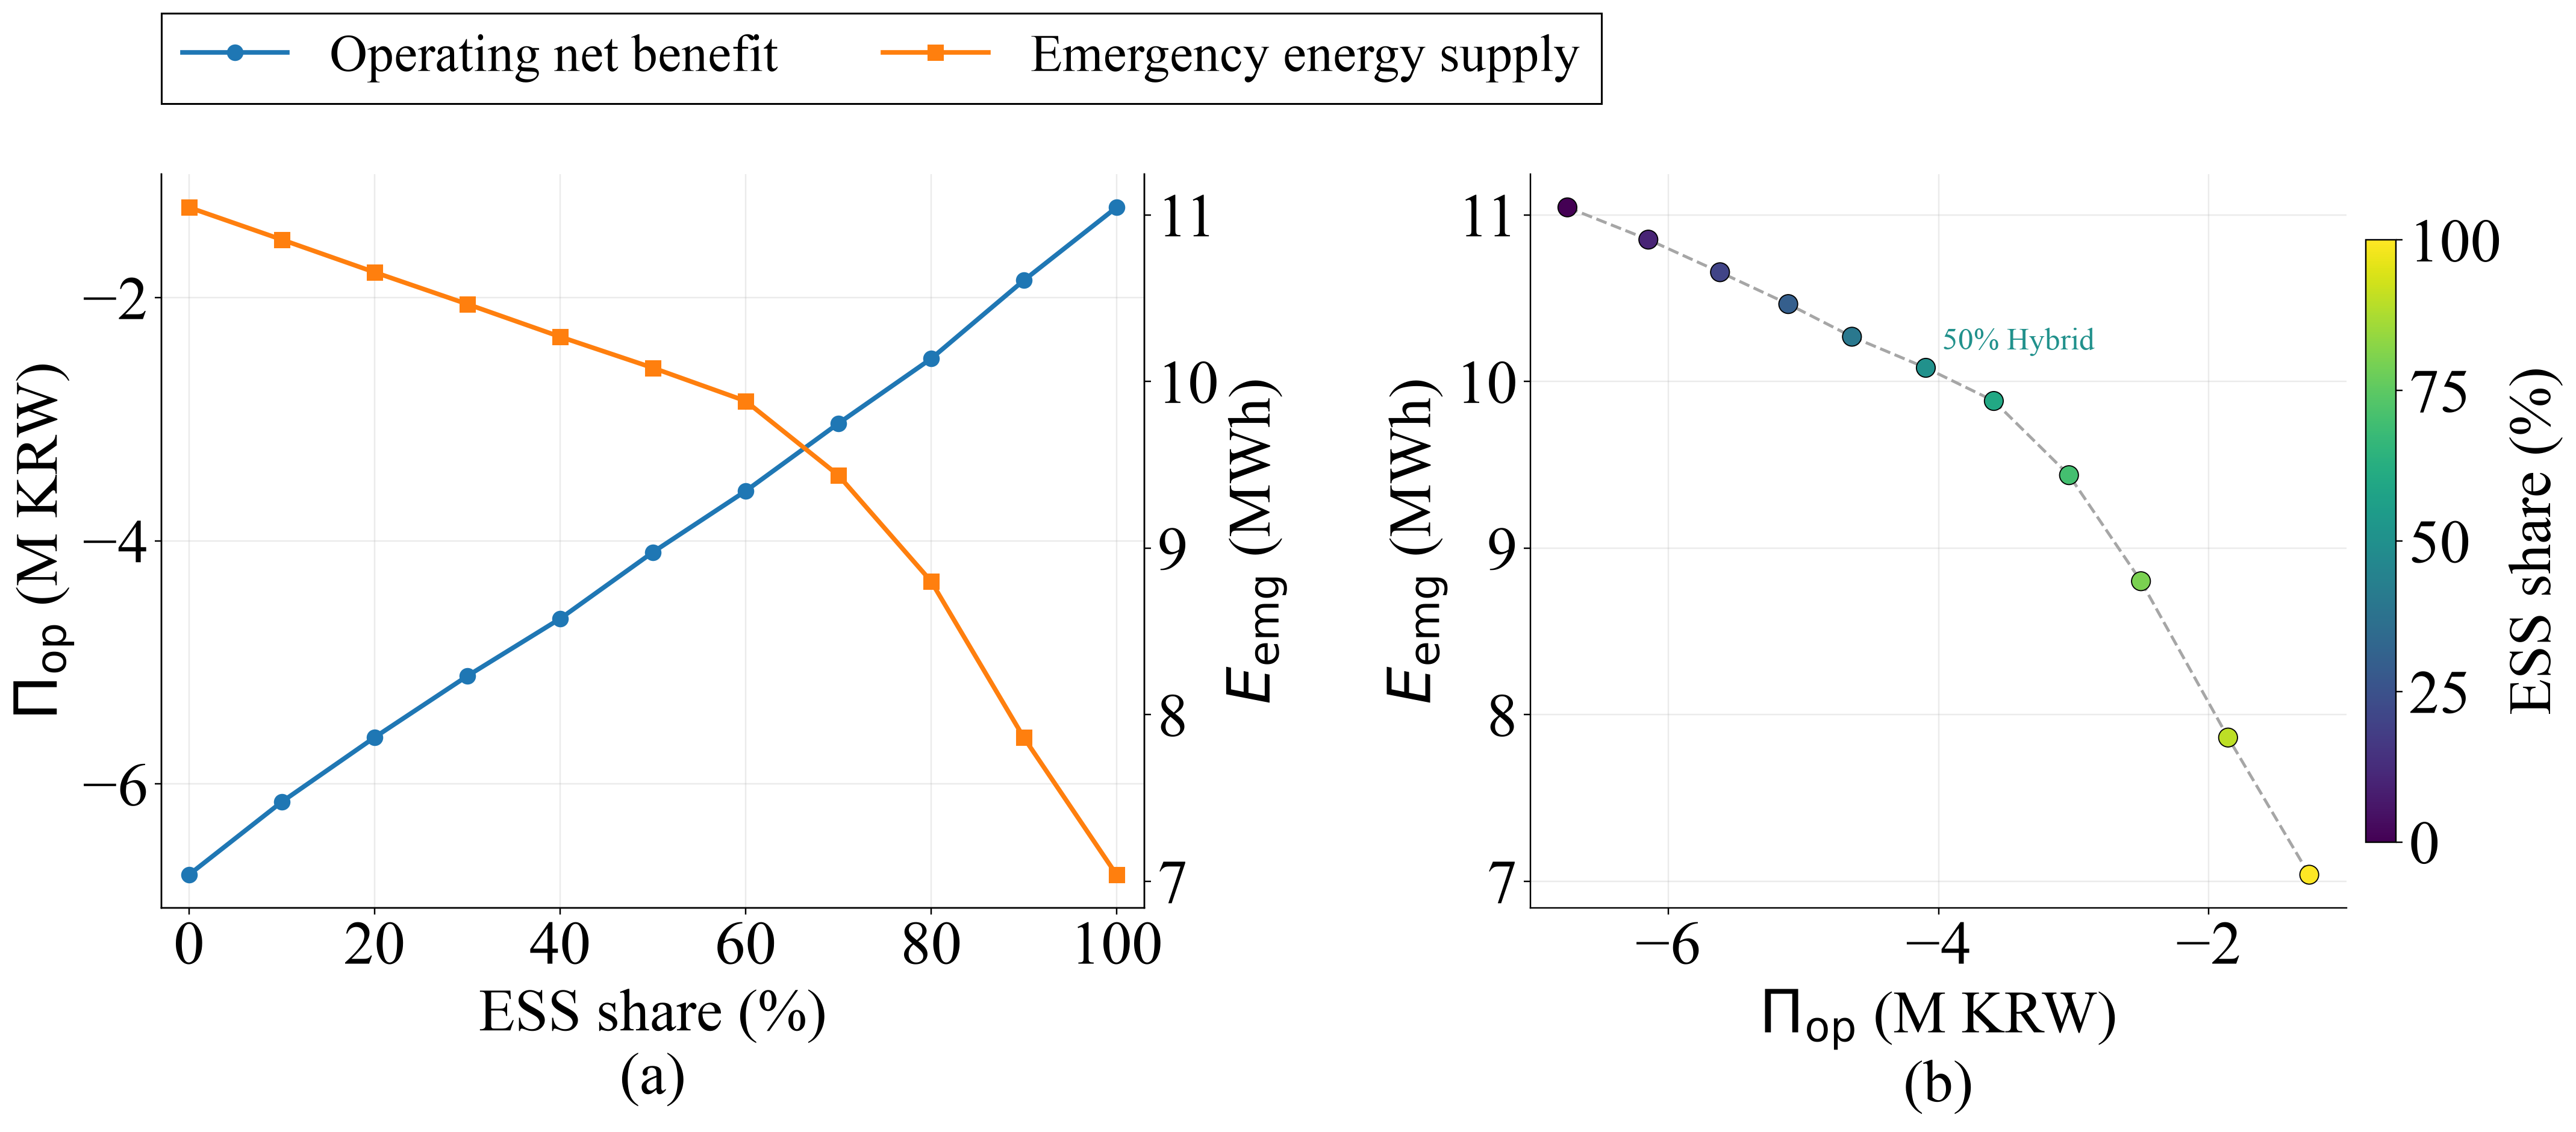 Operating net benefit
Emergency energy supply
−2
−4
−6
Π_op (M KRW)
11
10
9
8
7
E_emg (MWh)
0 20 40 60 80 100
ESS share (%)
(a)
11
10
9
8
7
E_emg (MWh)
50% Hybrid
−6 −4 −2
Π_op (M KRW)
(b)
100
75
50
25
0
ESS share (%)